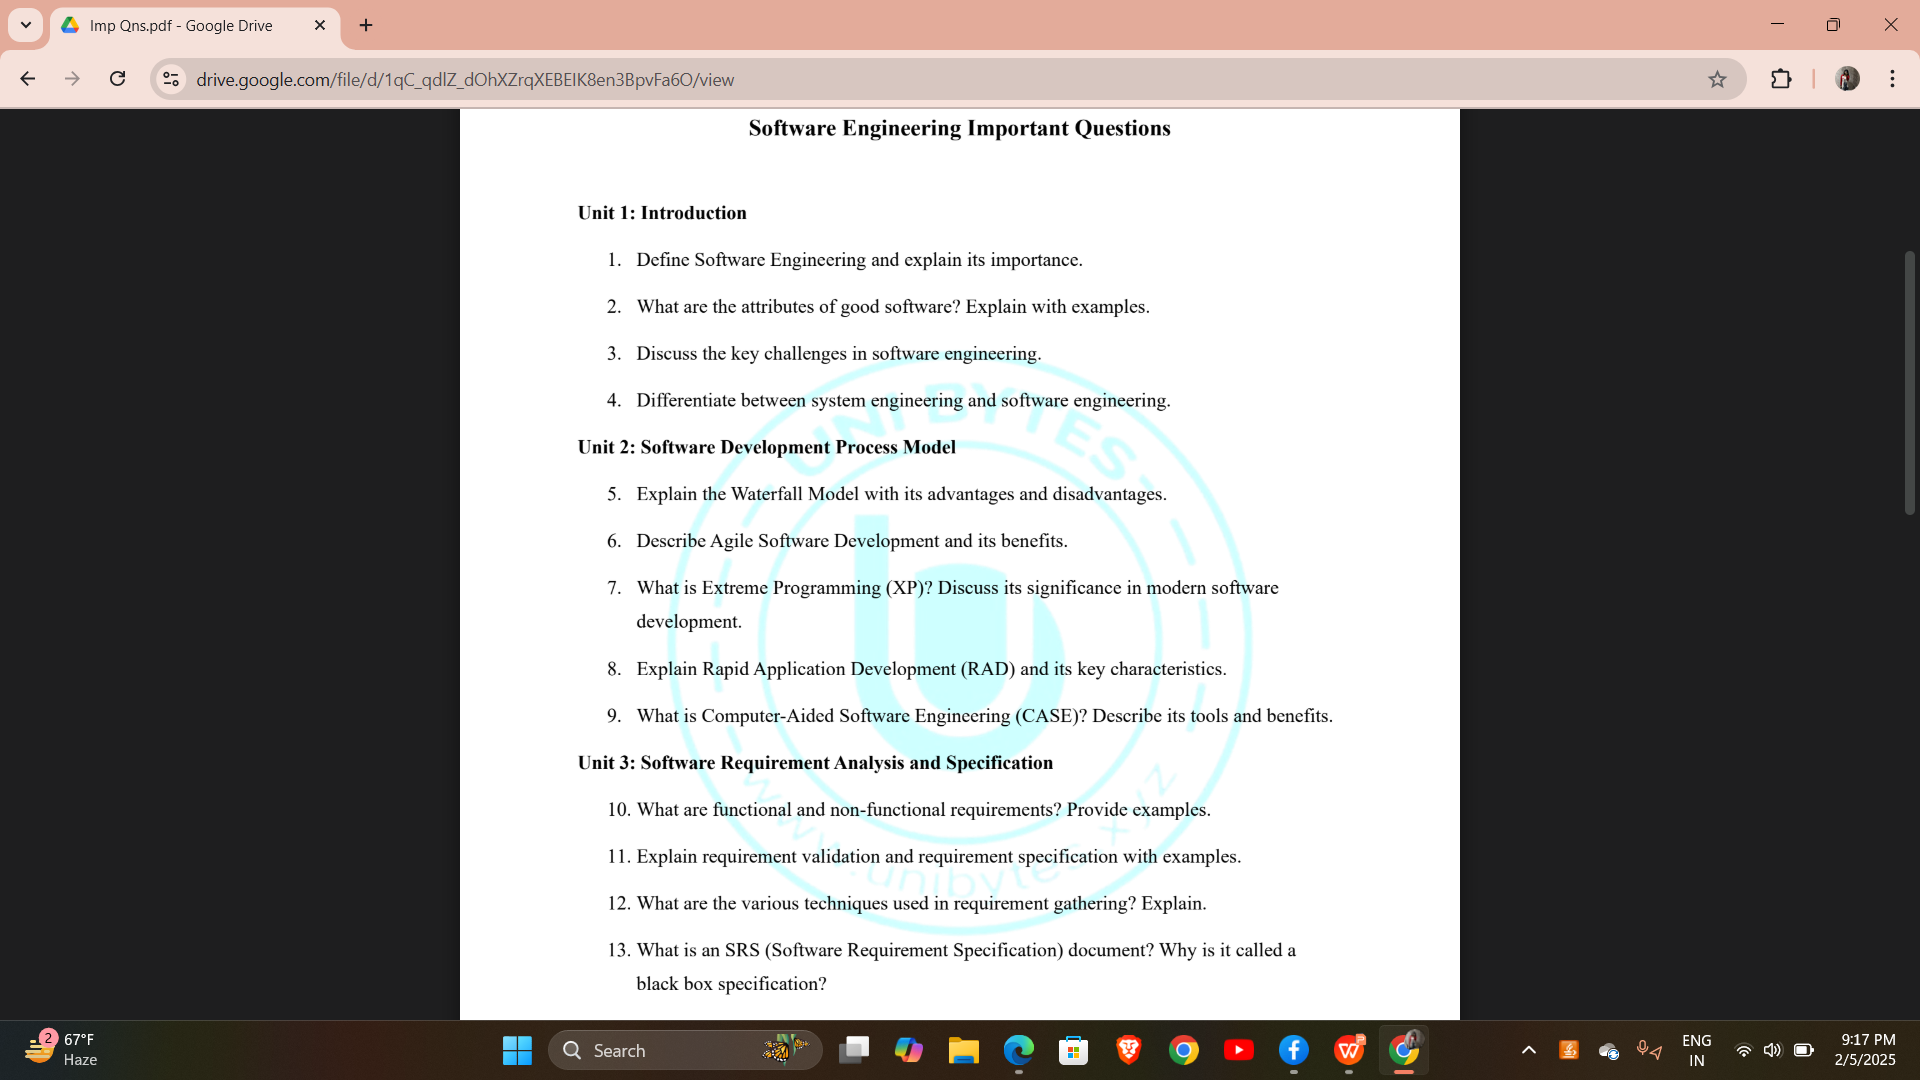 Imp Qns.pdf - Google Drive
drive.google.com/file/d/1qC_qdlZ_dOhXZrqXEBEIK8en3BpvFa6O/view
Software Engineering Important Questions
Unit 1: Introduction
1. Define Software Engineering and explain its importance.
2. What are the attributes of good software? Explain with examples.
3. Discuss the key challenges in software engineering.
4. Differentiate between system engineering and software engineering.
UNI BYTES
Unit 2: Software Development Process Model
5. Explain the Waterfall Model with its advantages and disadvantages.
6. Describe Agile Software Development and its benefits.
7. What is Extreme Programming (XP)? Discuss its significance in modern software
development.
8. Explain Rapid Application Development (RAD) and its key characteristics.
9. What is Computer-Aided Software Engineering (CASE)? Describe its tools and benefits.
Unit 3: Software Requirement Analysis and Specification
10. What are functional and non-functional requirements? Provide examples.
11. Explain requirement validation and requirement specification with examples.
www.unibytes.xyz
12. What are the various techniques used in requirement gathering? Explain.
13. What is an SRS (Software Requirement Specification) document? Why is it called a
black box specification?
2
67°F
Haze
Search
ENG
IN
9:17 PM
2/5/2025